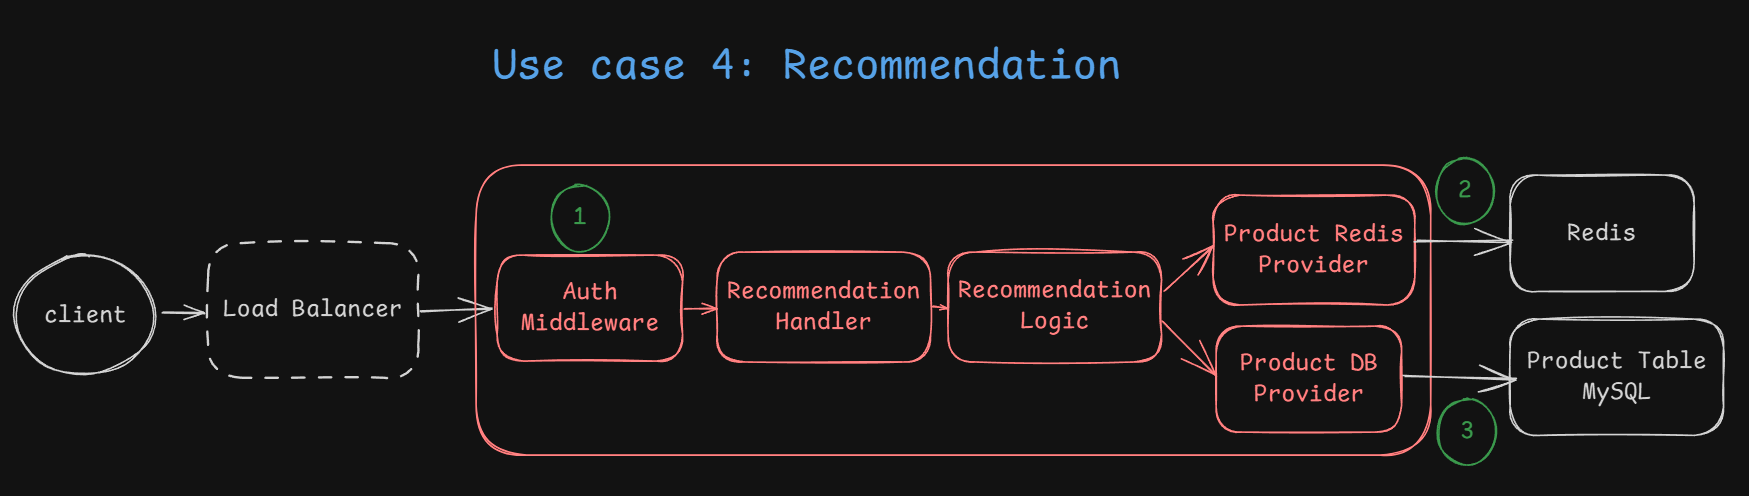 Use case 4: Recommendation
client
Load Balancer
1
Auth
Middleware
Recommendation
Handler
Recommendation
Logic
Product Redis
Provider
Product DB
Provider
2
Redis
Product Table
MySQL
3